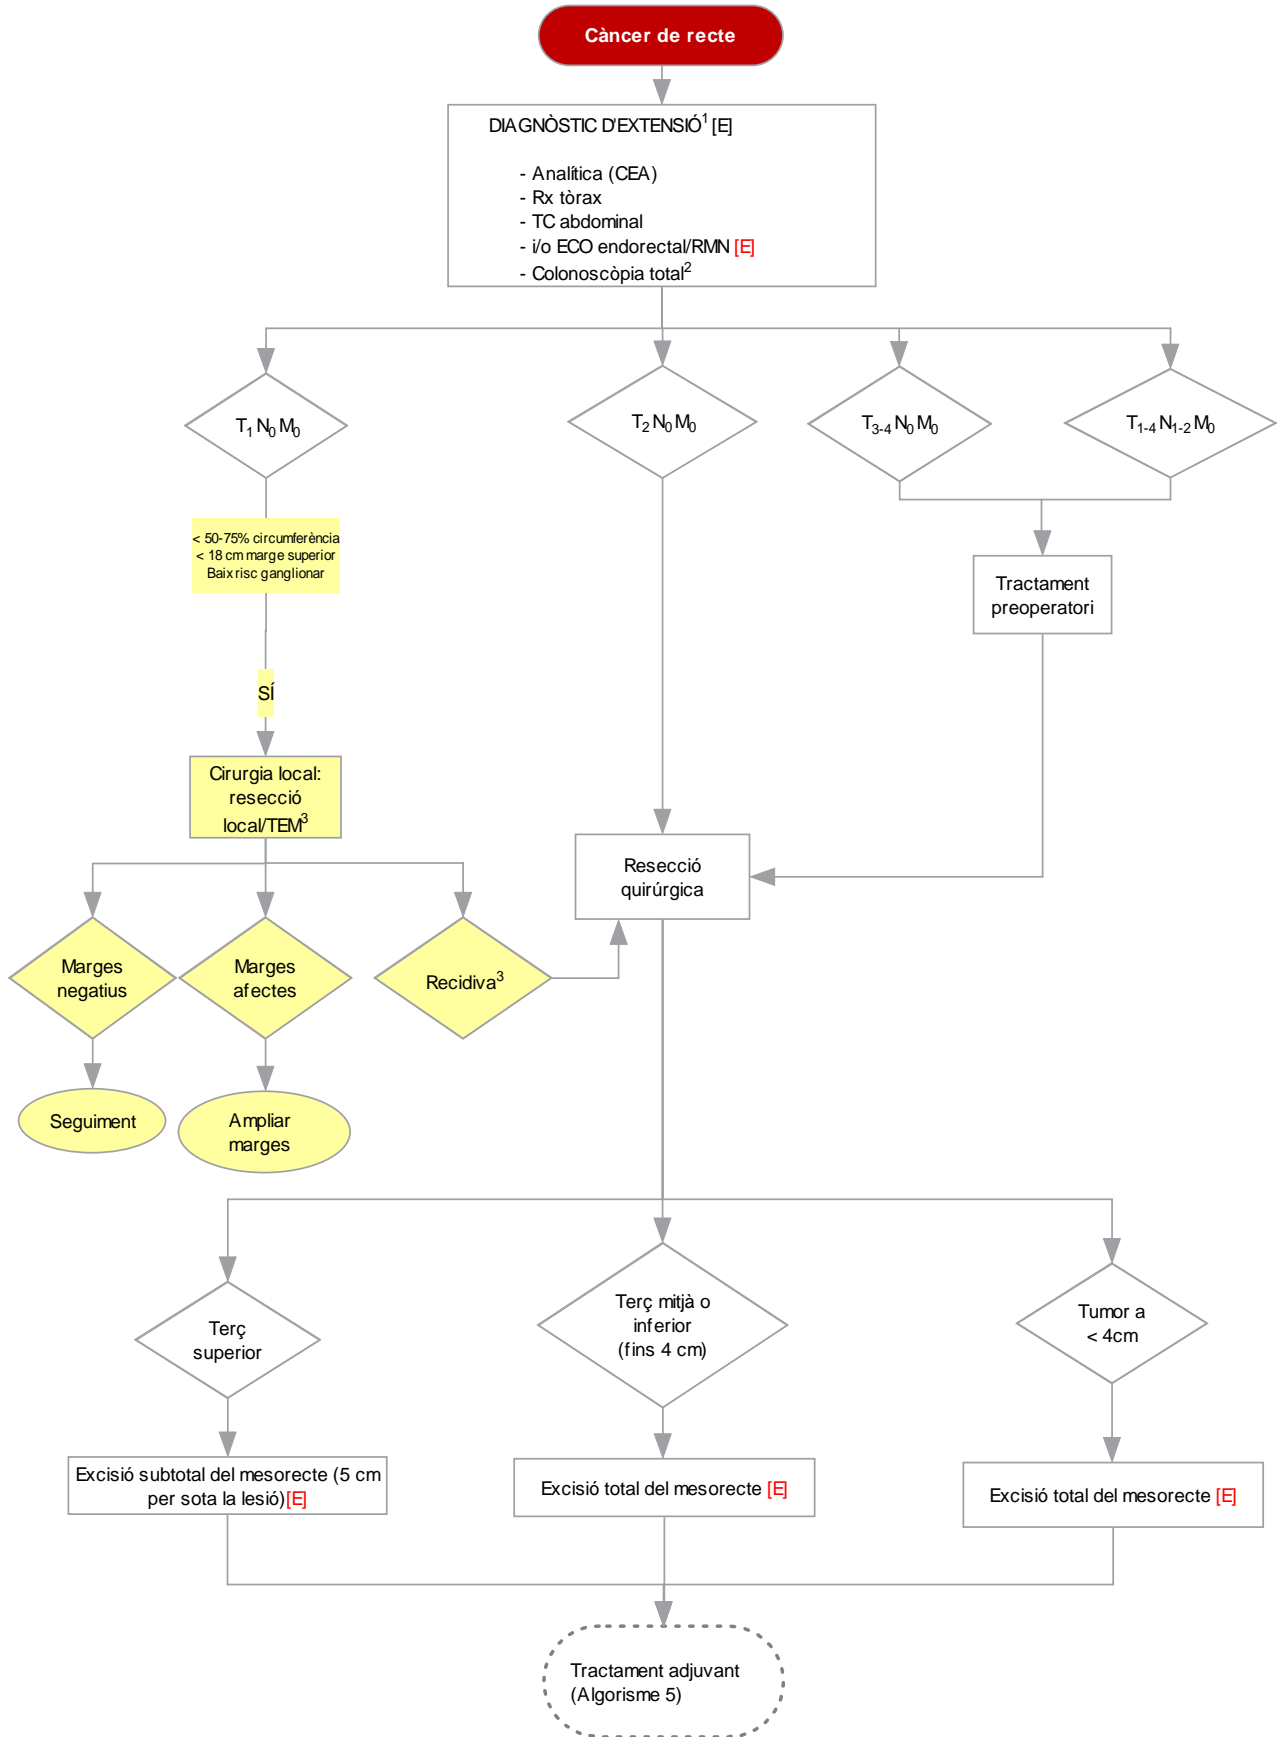 Càncer de recte
DIAGNÒSTIC D'EXTENSIÓ¹ [E]
- Analítica (CEA)
- Rx tòrax
- TC abdominal
- i/o ECO endorectal/RMN [E]
- Colonoscòpia total²
T₁ N₀ M₀
T₂ N₀ M₀
T₃₋₄ N₀ M₀
T₁₋₄ N₁₋₂ M₀
< 50-75% circumferència
< 18 cm marge superior
Baix risc ganglionar
Tractament
preoperatori
SÍ
Cirurgia local:
resecció
local/TEM³
Resecció
quirúrgica
Marges
negatius
Marges
afectes
Recidiva³
Seguiment
Ampliar
marges
Terç
superior
Terç mitjà o
inferior
(fins 4 cm)
Tumor a
< 4cm
Excisió subtotal del mesorecte (5 cm
per sota la lesió)[E]
Excisió total del mesorecte [E]
Excisió total del mesorecte [E]
Tractament adjuvant
(Algorisme 5)